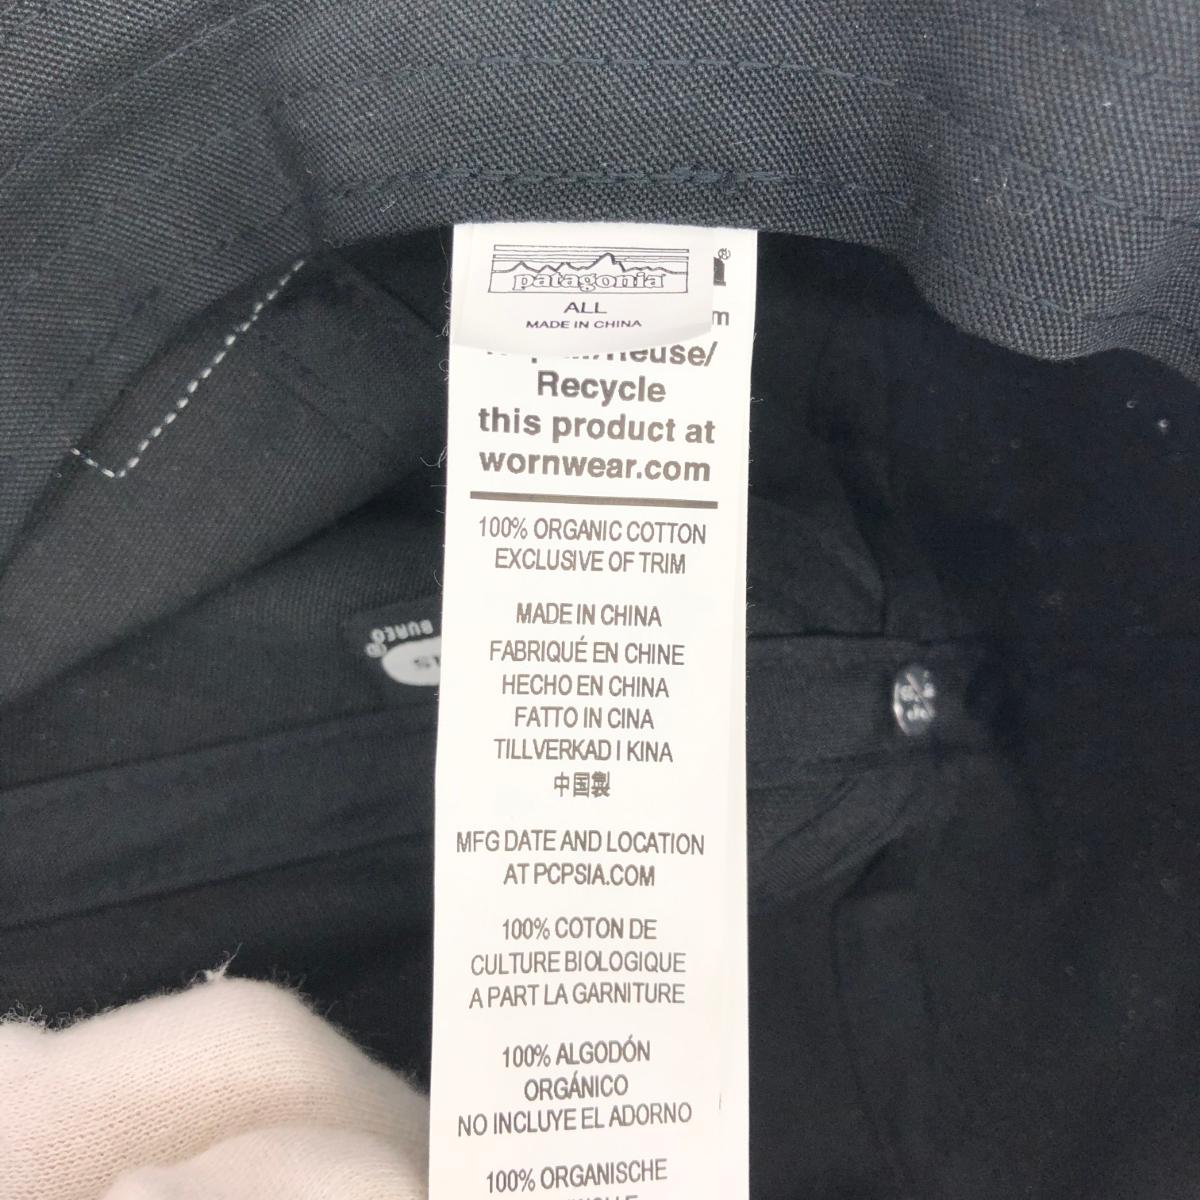 patagonia
ALL
MADE IN CHINA
®
m
Recycle
this product at
wornwear.com
100% ORGANIC COTTON
EXCLUSIVE OF TRIM
MADE IN CHINA
FABRIQUÉ EN CHINE
HECHO EN CHINA
FATTO IN CINA
TILLVERKAD I KINA
中国製
MFG DATE AND LOCATION
AT PCPSIA.COM
100% COTON DE
CULTURE BIOLOGIQUE
A PART LA GARNITURE
100% ALGODÓN
ORGÁNICO
NO INCLUYE EL ADORNO
100% ORGANISCHE
BUREO